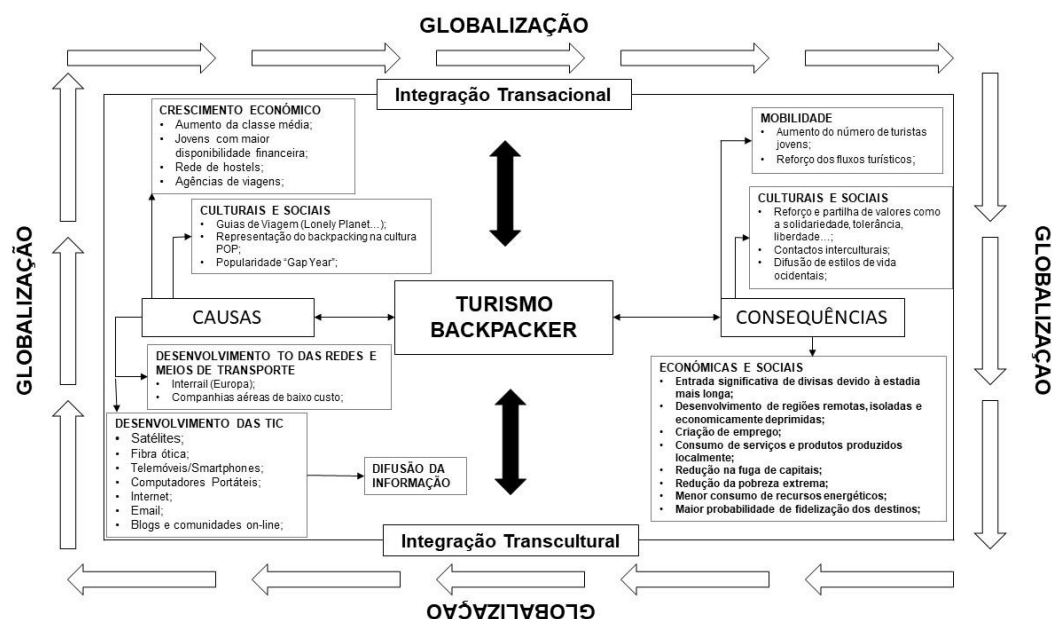 GLOBALIZAÇÃO
Integração Transacional
CRESCIMENTO ECONÓMICO
• Aumento da classe média;
• Jovens com maior
disponibilidade financeira;
• Rede de hostels;
• Agências de viagens;
MOBILIDADE
• Aumento do número de turistas
jovens;
• Reforço dos fluxos turísticos;
CULTURAIS E SOCIAIS
• Guias de Viagem (Lonely Planet…);
• Representação do backpacking na cultura
POP;
• Popularidade “Gap Year”;
CULTURAIS E SOCIAIS
• Reforço e partilha de valores como
a solidariedade, tolerância,
liberdade…;
• Contactos interculturais;
• Difusão de estilos de vida
ocidentais;
GLOBALIZAÇÃO
GLOBALIZAÇAO
CAUSAS
TURISMO
BACKPACKER
CONSEQUÊNCIAS
DESENVOLVIMENTO TO DAS REDES E
MEIOS DE TRANSPORTE
• Interrail (Europa);
• Companhias aéreas de baixo custo;
DESENVOLVIMENTO DAS TIC
• Satélites;
• Fibra ótica;
• Telemóveis/Smartphones;
• Computadores Portáteis;
• Internet;
• Email;
• Blogs e comunidades on-line;
DIFUSÃO DA
INFORMAÇÃO
ECONÓMICAS E SOCIAIS
• Entrada significativa de divisas devido à estadia
mais longa;
• Desenvolvimento de regiões remotas, isoladas e
economicamente deprimidas;
• Criação de emprego;
• Consumo de serviços e produtos produzidos
localmente;
• Redução na fuga de capitais;
• Redução da pobreza extrema;
• Menor consumo de recursos energéticos;
• Maior probabilidade de fidelização dos destinos;
Integração Transcultural
GLOBALIZAÇAO